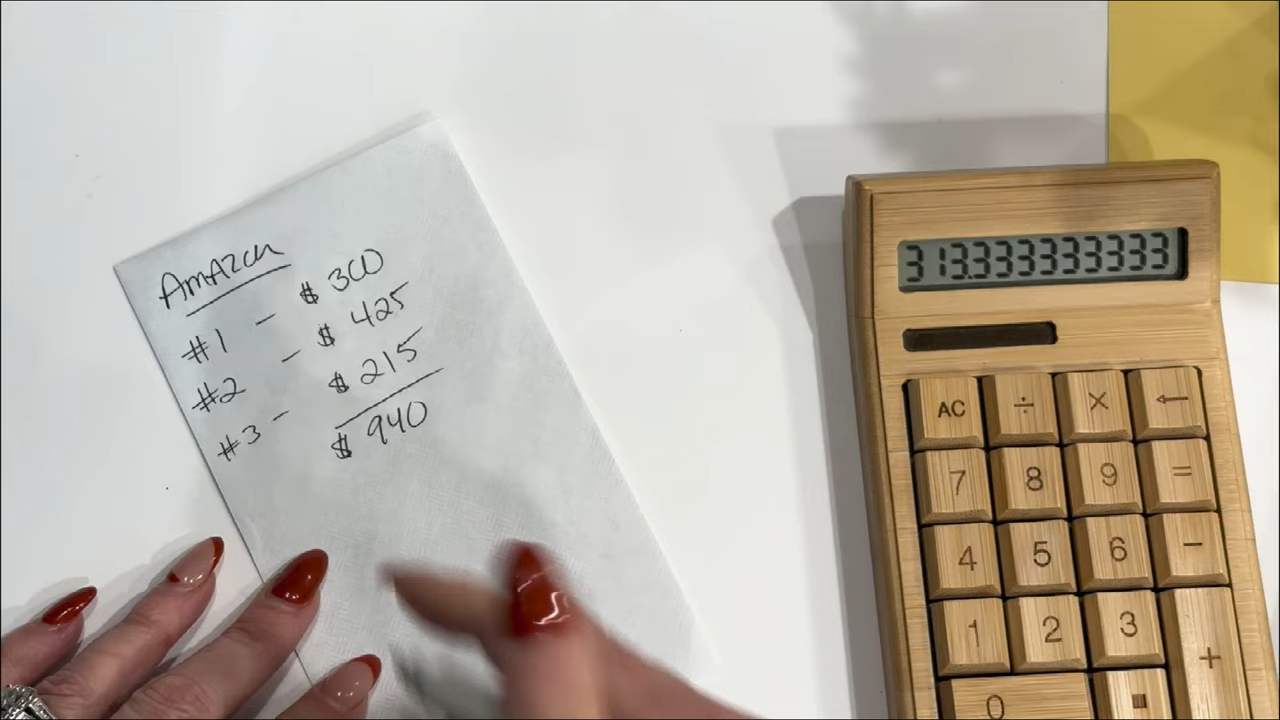 AMAZON
#1 - $ 300
#2 - $ 425
#3 - $ 215
$ 940
313.33333333333
AC ÷ × ←
7 8 9 =
4 5 6 −
1 2 3 +
0 .